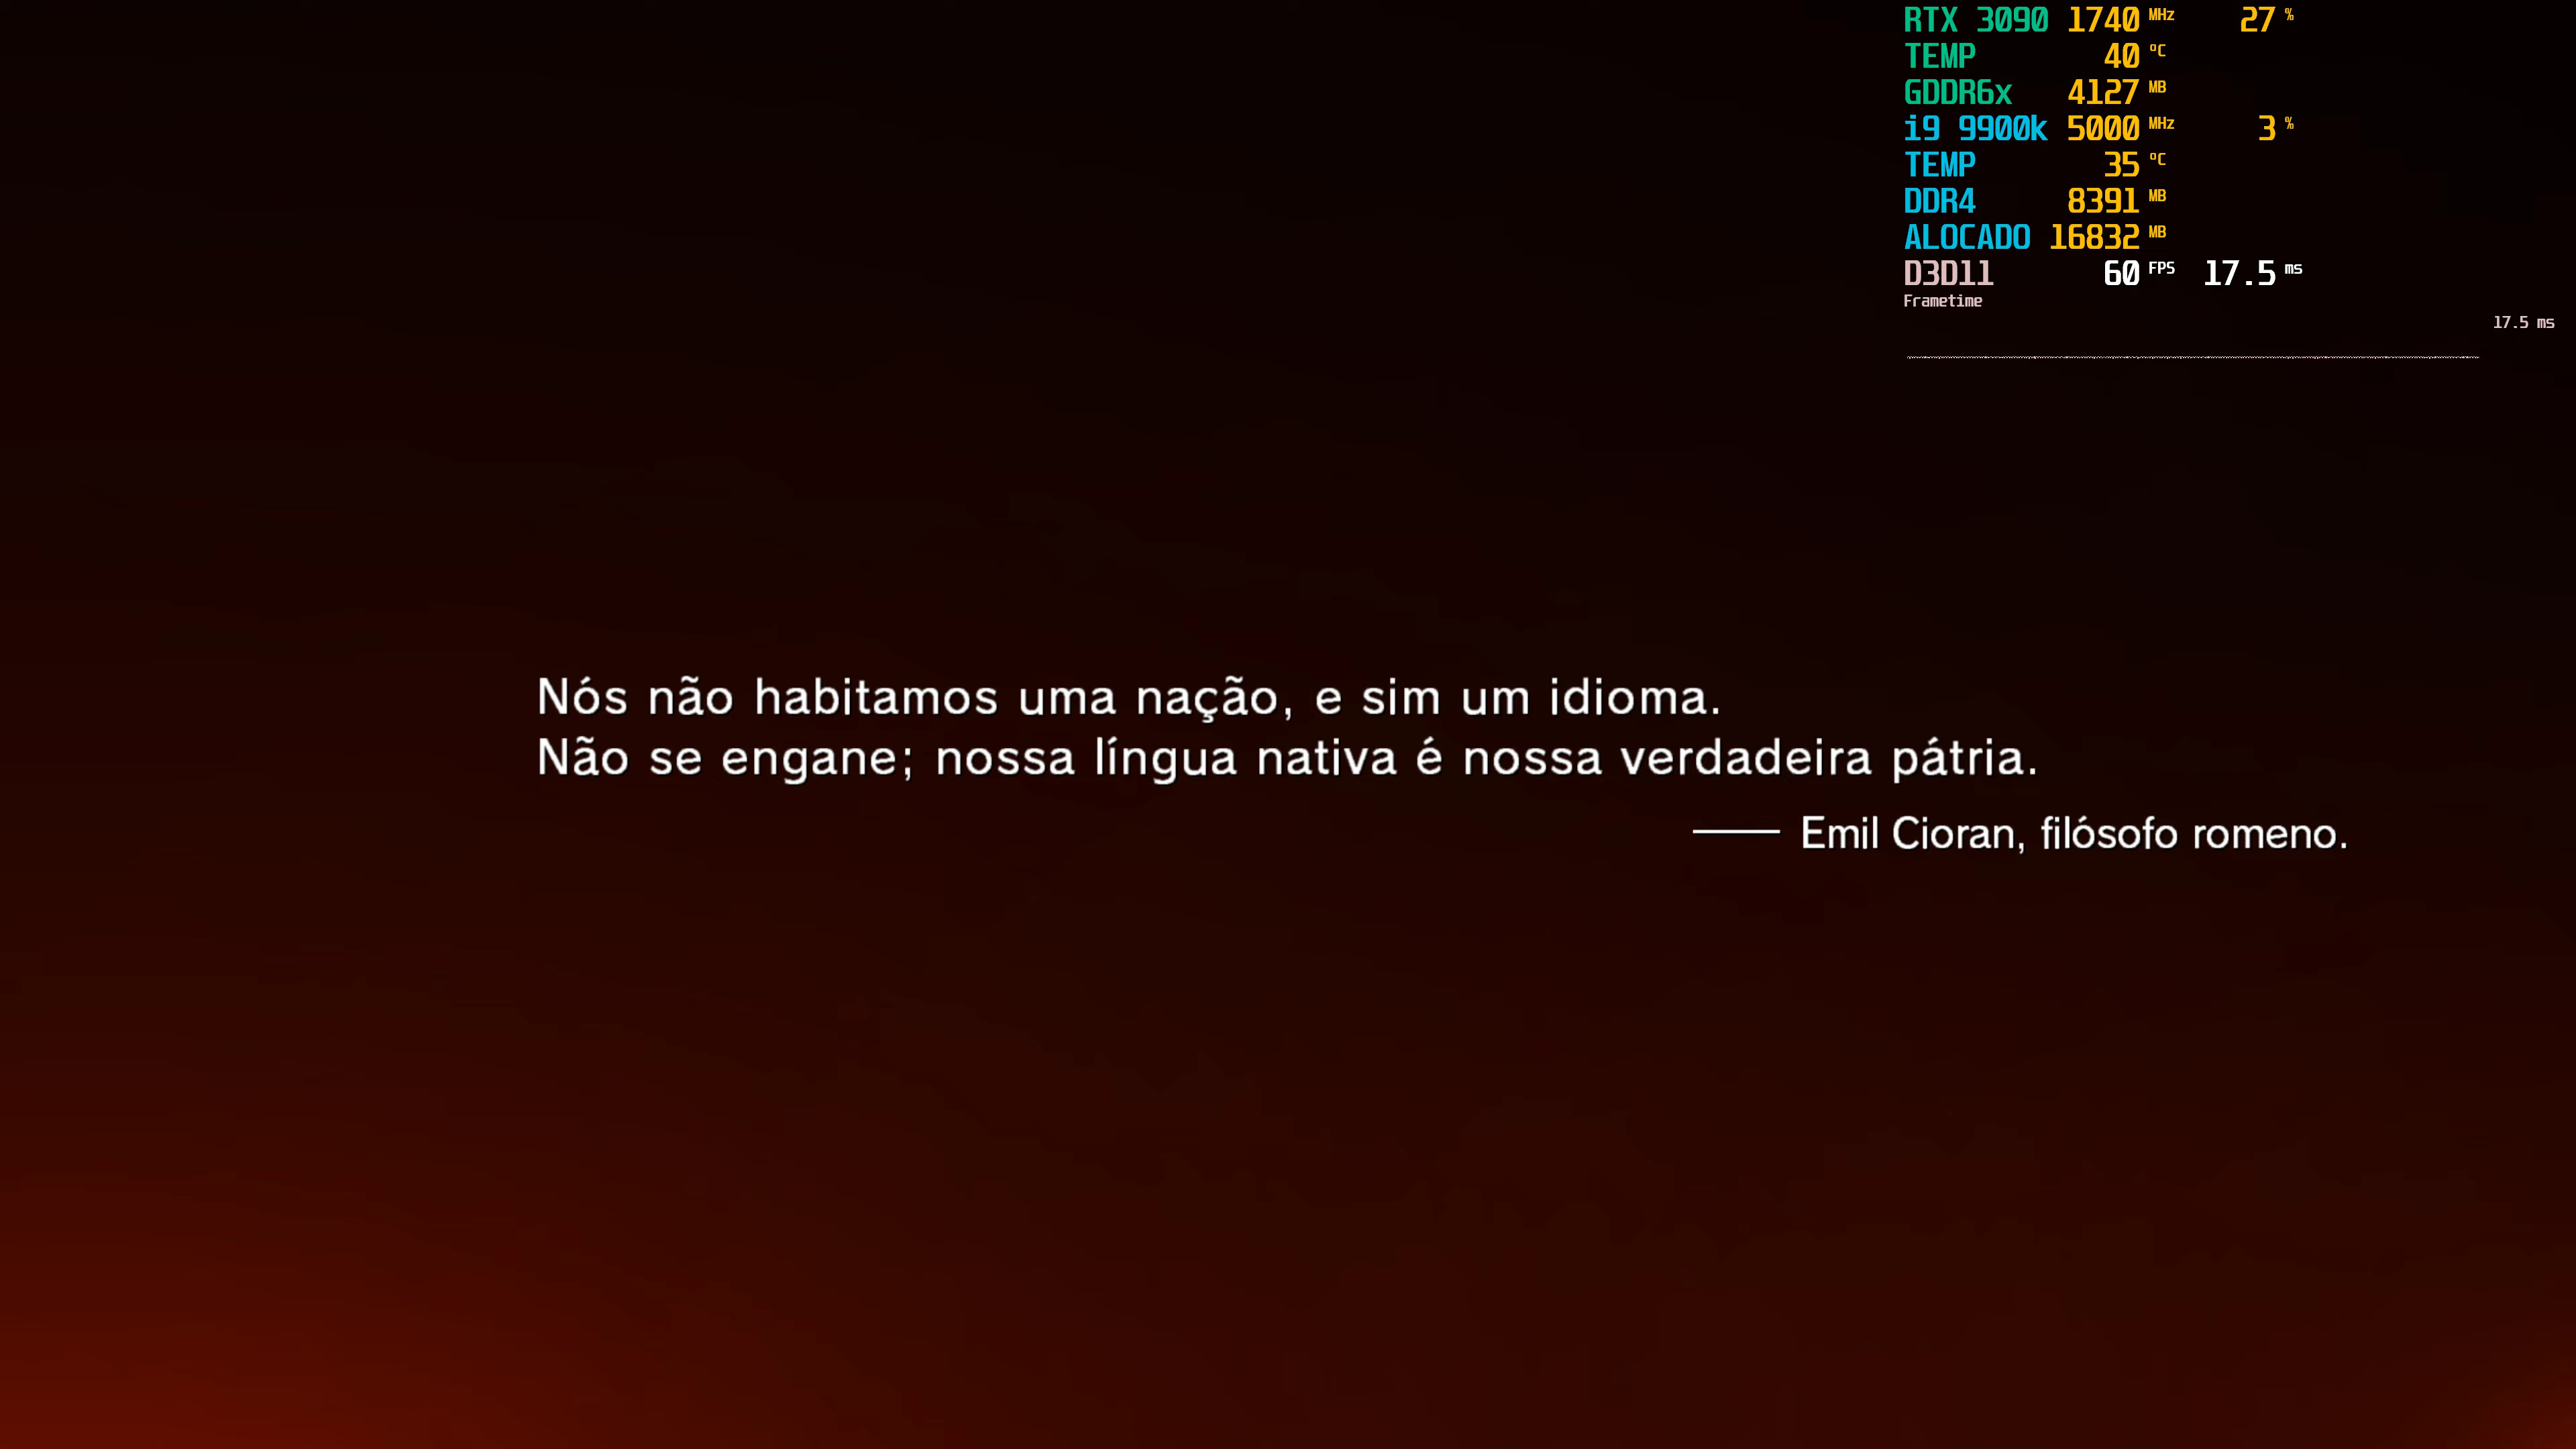 RTX 3090 1740 MHz 27 %
TEMP 40 °C
GDDR6x 4127 MB
i9 9900k 5000 MHz 3 %
TEMP 35 °C
DDR4 8391 MB
ALOCADO 16832 MB
D3D11 60 FPS 17.5 ms
Frametime
17.5 ms
Nós não habitamos uma nação, e sim um idioma.
Não se engane; nossa língua nativa é nossa verdadeira pátria.
—— Emil Cioran, filósofo romeno.